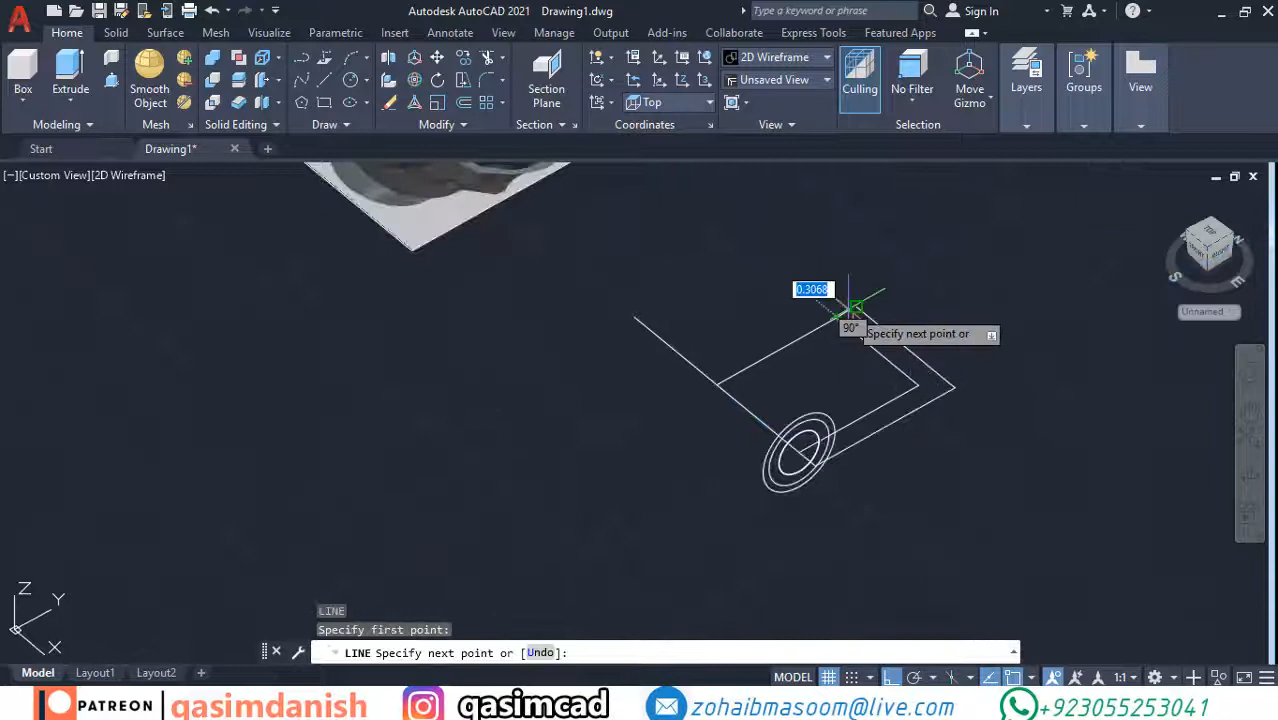 Autodesk AutoCAD 2021 Drawing1.dwg
Type a keyword or phrase
Sign In
Home Solid Surface Mesh Visualize Parametric Insert Annotate View Manage Output Add-ins Collaborate Express Tools Featured Apps
2D Wireframe
Unsaved View
Top
Box Extrude Smooth Object Section Plane Culling No Filter Move Gizmo Layers Groups View
Modeling Mesh Solid Editing Draw Modify Section Coordinates View Selection
Start Drawing1*
[−][Custom View][2D Wireframe]
TOP
S
E
Unnamed
0.3068
90°
Specify next point or
Z
Y
X
LINE
Specify first point:
LINE Specify next point or [Undo]:
Model Layout1 Layout2 +
MODEL
1:1
PATREON qasimdanish qasimcad zohaibmasoom@live.com +923055253041